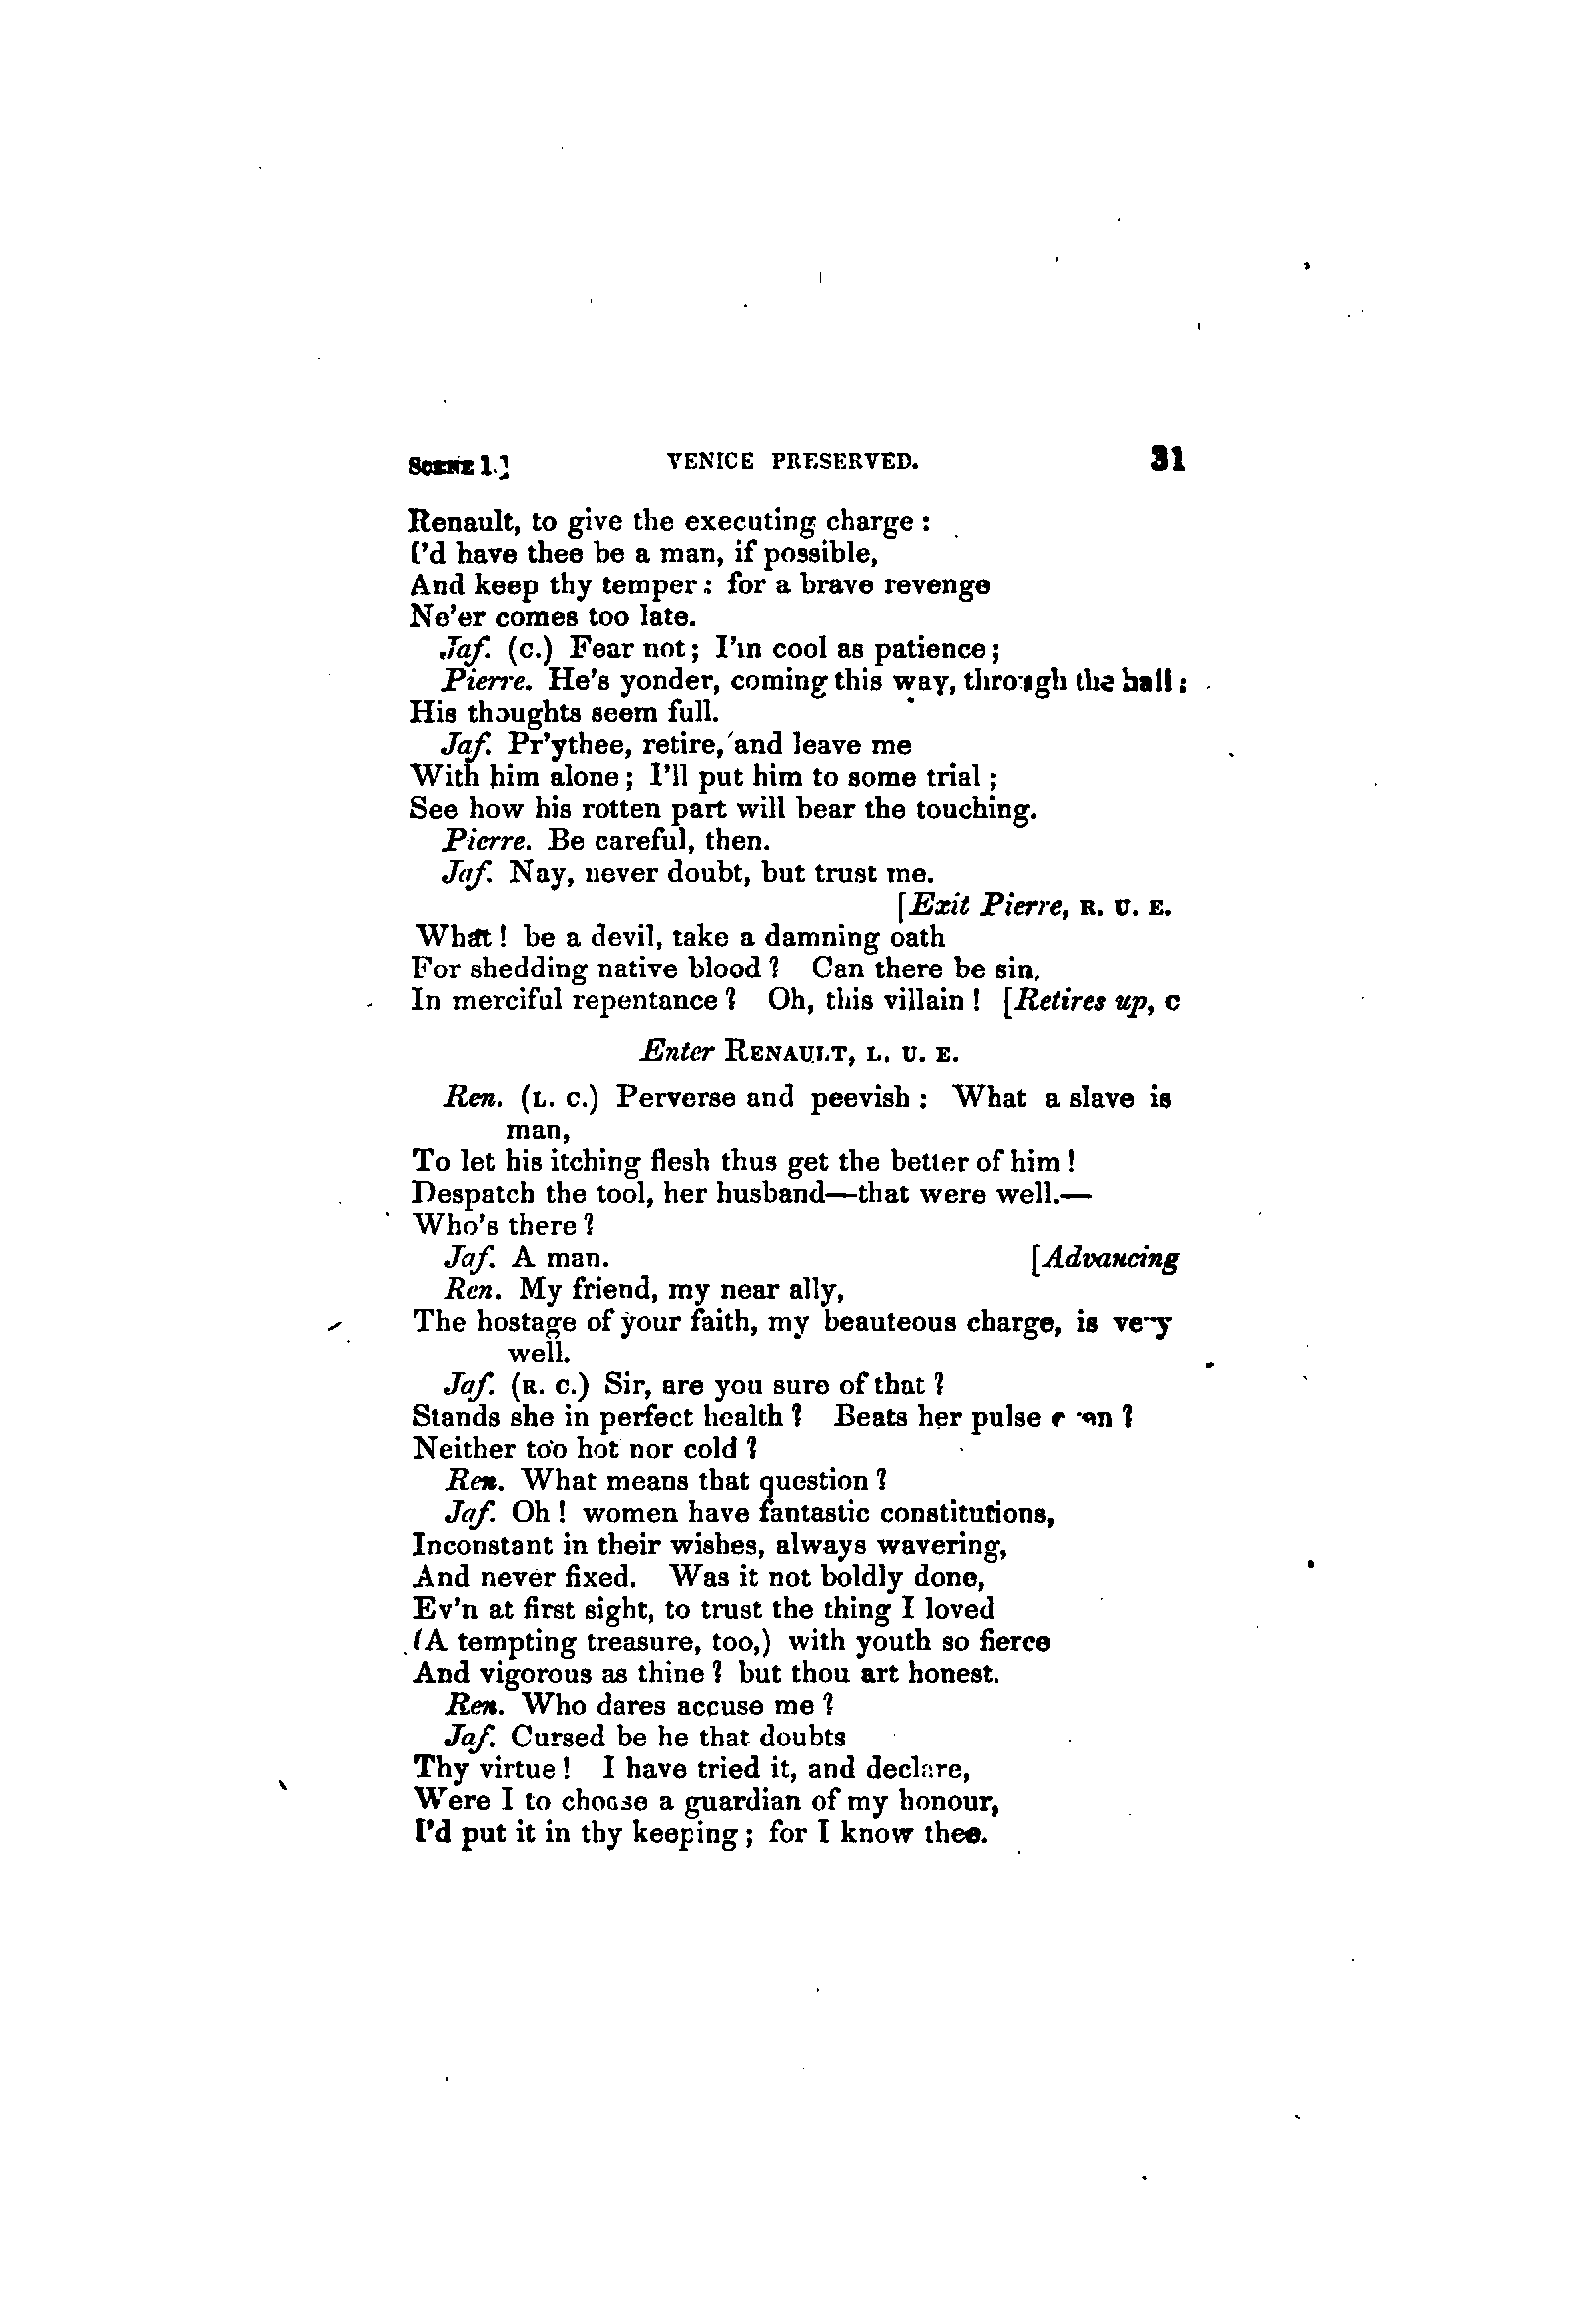 SCENE 1.] VENICE PRESERVED. 31
Renault, to give the executing charge :
I'd have thee be a man, if possible,
And keep thy temper : for a brave revenge
Ne'er comes too late.
Jaf. (C.) Fear not ; I'm cool as patience ;
Pierre. He's yonder, coming this way, through the hall :
His thoughts seem full.
Jaf. Pr'ythee, retire, and leave me
With him alone ; I'll put him to some trial ;
See how his rotten part will bear the touching.
Pierre. Be careful, then.
Jaf. Nay, never doubt, but trust me.
[Exit Pierre, R. U. E.
What ! be a devil, take a damning oath
For shedding native blood ? Can there be sin,
In merciful repentance ? Oh, this villain ! [Retires up, C
Enter RENAULT, L. U. E.
Ren. (L. C.) Perverse and peevish : What a slave is
man,
To let his itching flesh thus get the better of him !
Despatch the tool, her husband—that were well.—
Who's there ?
Jaf. A man. [Advancing
Ren. My friend, my near ally,
The hostage of your faith, my beauteous charge, is very
well.
Jaf. (R. C.) Sir, are you sure of that ?
Stands she in perfect health ? Beats her pulse even ?
Neither too hot nor cold ?
Ren. What means that question ?
Jaf. Oh ! women have fantastic constitutions,
Inconstant in their wishes, always wavering,
And never fixed. Was it not boldly done,
Ev'n at first sight, to trust the thing I loved
(A tempting treasure, too,) with youth so fierce
And vigorous as thine ? but thou art honest.
Ren. Who dares accuse me ?
Jaf. Cursed be he that doubts
Thy virtue ! I have tried it, and declare,
Were I to choose a guardian of my honour,
I'd put it in thy keeping ; for I know thee.